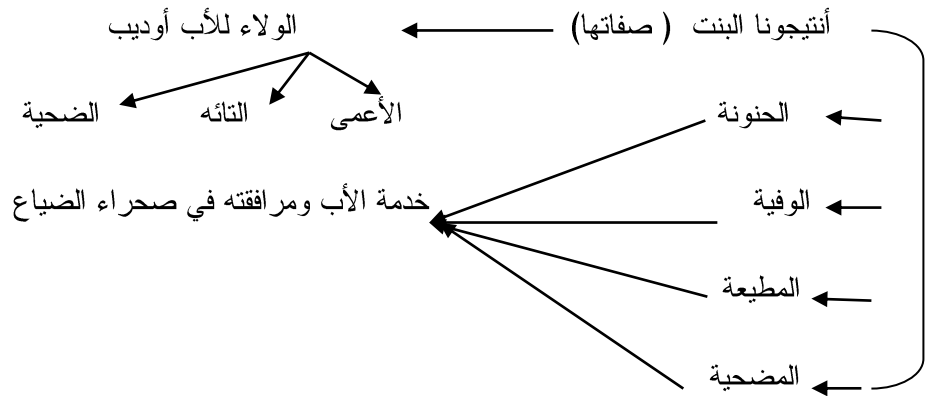 أنتيجونا البنت ( صفاتها) الولاء للأب أوديب
الحنونة الأعمى التائه الضحية
الوفية خدمة الأب ومرافقته في صحراء الضياع
المطيعة
المضحية